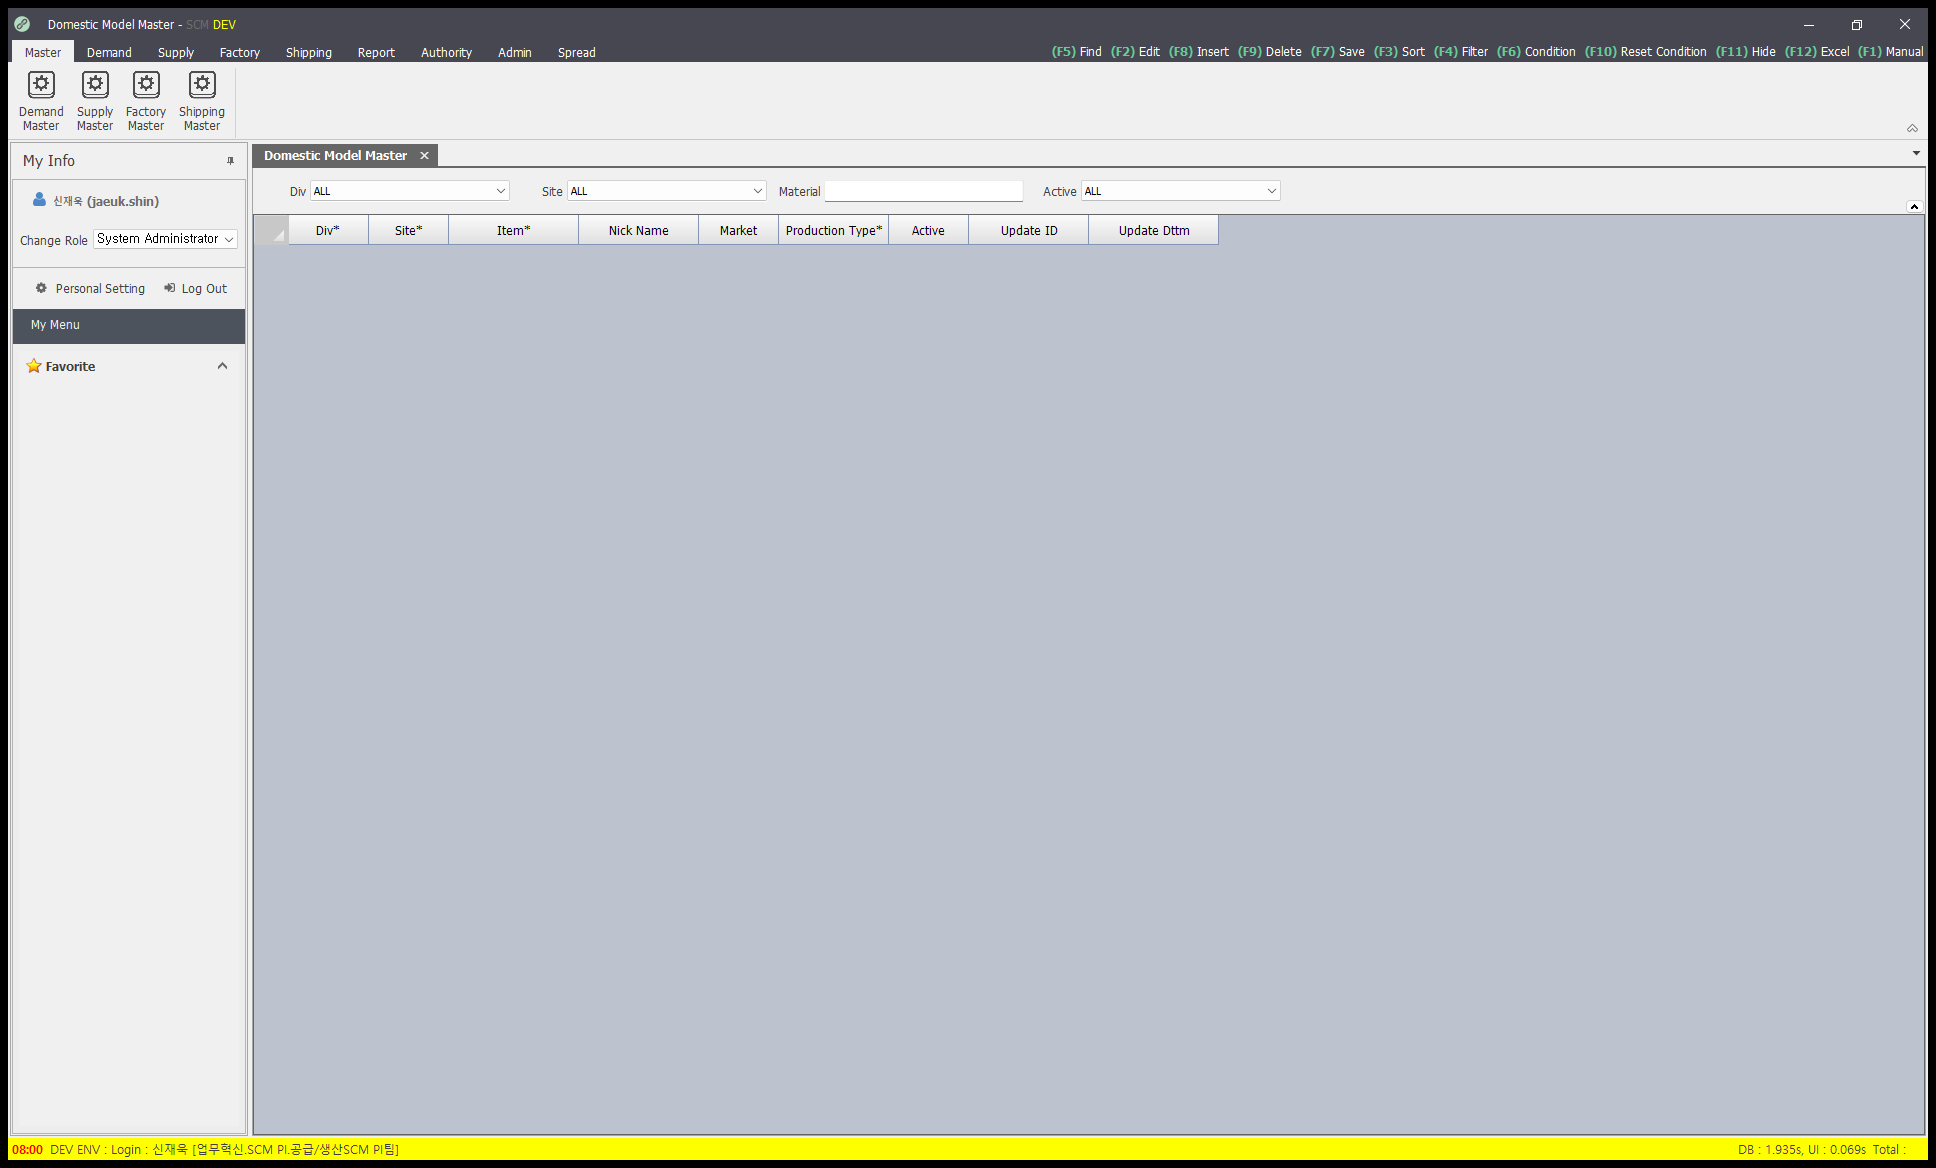 Domestic Model Master - SCM DEV
Master Demand Supply Factory Shipping Report Authority Admin Spread (F5) Find (F2) Edit (F8) Insert (F9) Delete (F7) Save (F3) Sort (F4) Filter (F6) Condition (F10) Reset Condition (F11) Hide (F12) Excel (F1) Manual
Demand Master Supply Master Factory Master Shipping Master
My Info
신재욱 (jaeuk.shin)
Change Role System Administrator
Personal Setting Log Out
My Menu
Favorite
Domestic Model Master
Div ALL Site ALL Material Active ALL
Div* Site* Item* Nick Name Market Production Type* Active Update ID Update Dttm
08:00 DEV ENV : Login : 신재욱 [업무혁신.SCM PI.공급/생산SCM PI팀] DB : 1.935s, UI : 0.069s Total :